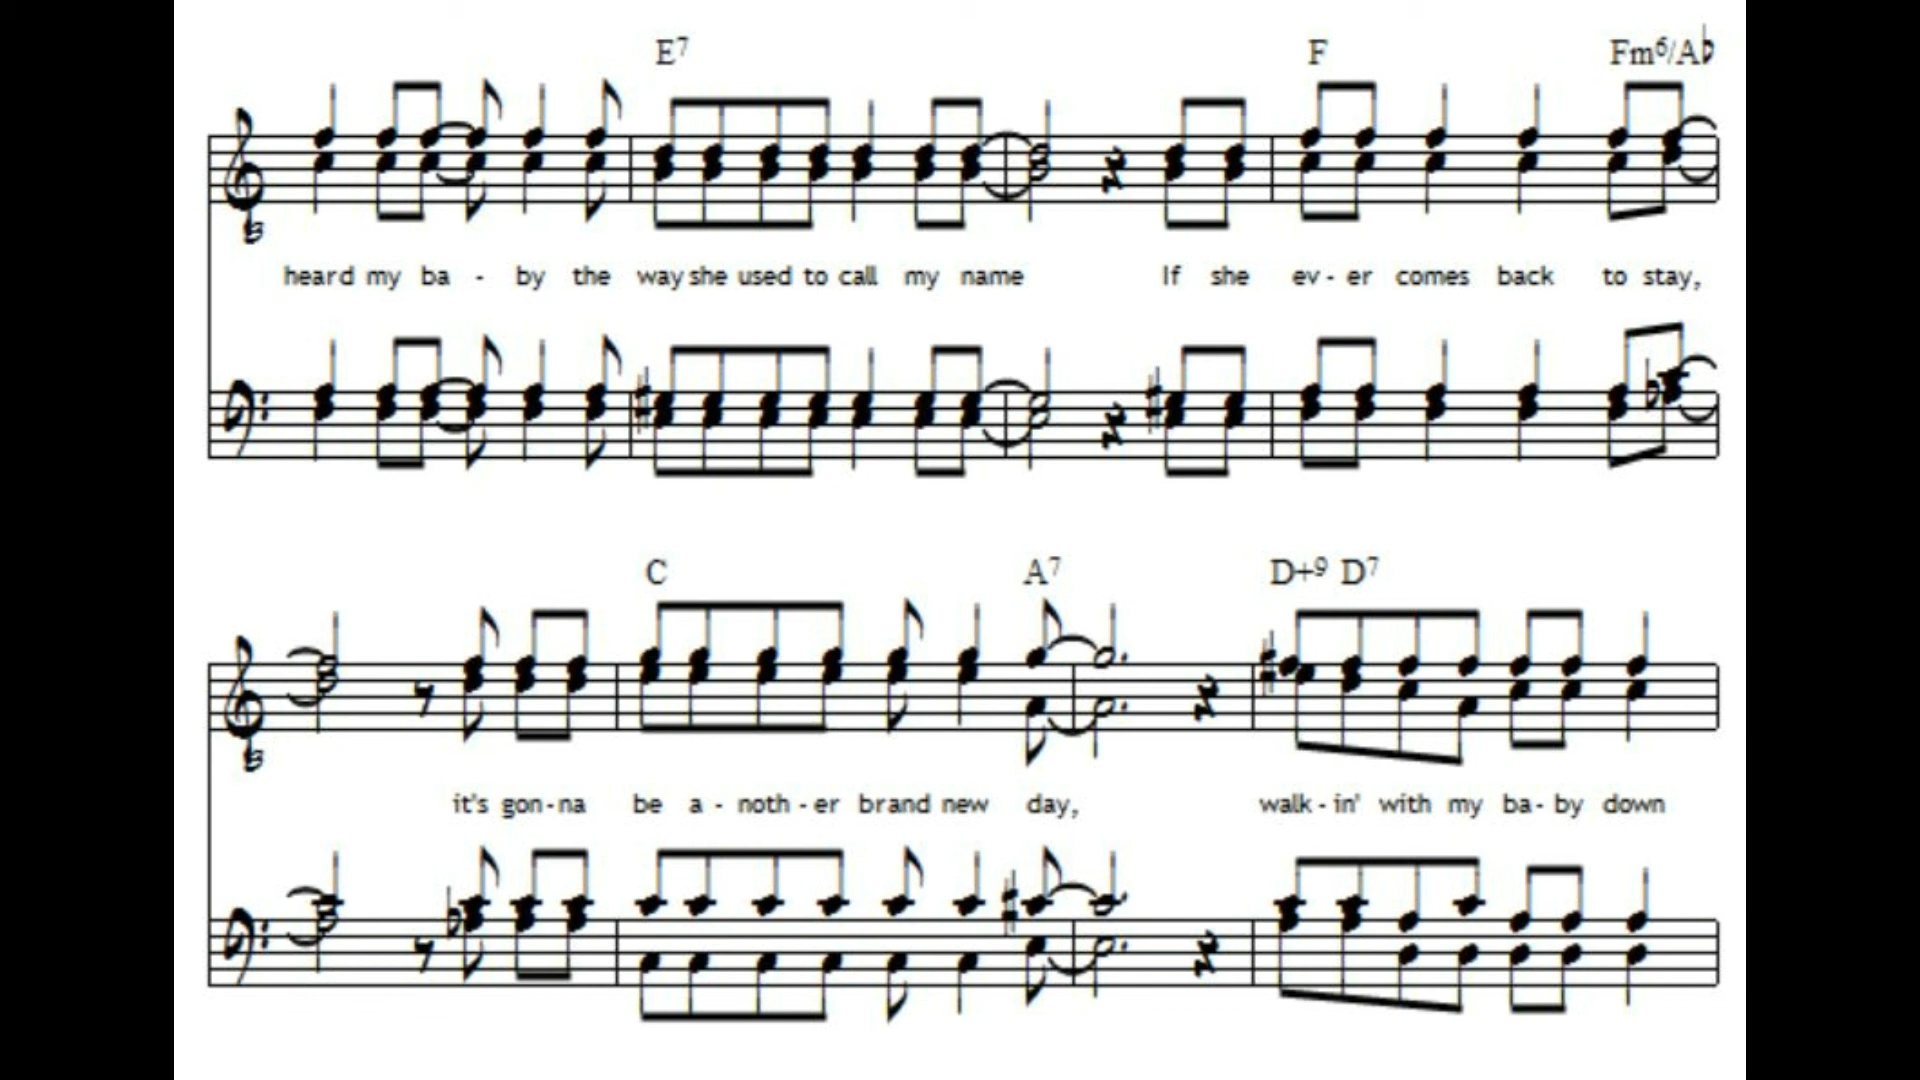 E7 F Fm6/A♭
heard my ba - by the way she used to call my name If she ev - er comes back to stay,
C A7 D+9 D7
it's gon - na be a - noth - er brand new day, walk - in' with my ba - by down